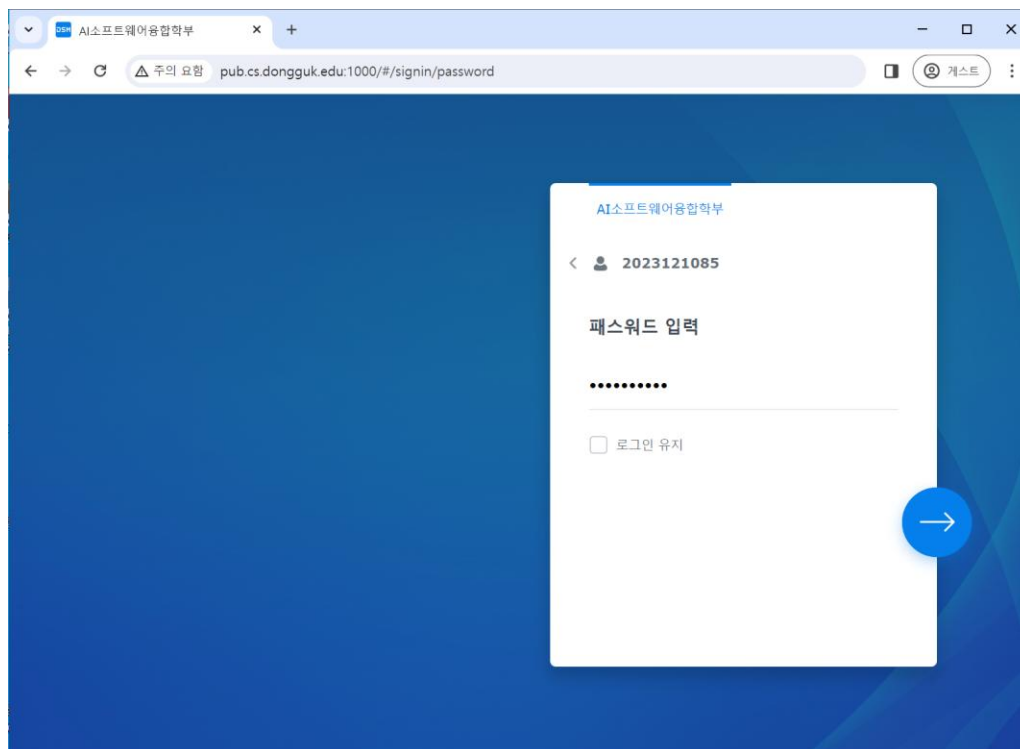 DSM AI소프트웨어융합학부
주의 요함 pub.cs.dongguk.edu:1000/#/signin/password 게스트
AI소프트웨어융합학부
2023121085
패스워드 입력
••••••••••
로그인 유지